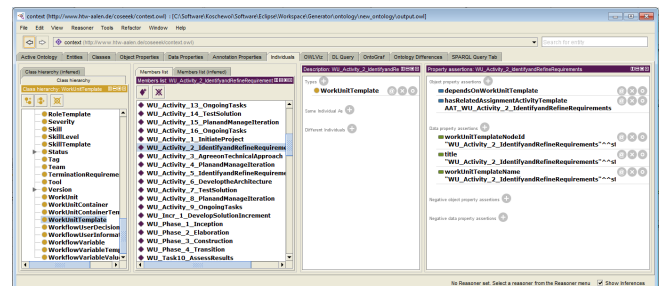 context (http://www.htw-aalen.de/coseek/context.owl) : [C:\Software\Koschewoi\Software\Eclipse\Workspace\Generator\ontology\new_ontology\output.owl]
File Edit View Reasoner Tools Refactor Window Help
context (http://www.htw-aalen.de/coseek/context.owl)
Search for entity
Active Ontology Entities Classes Object Properties Data Properties Annotation Properties Individuals OWLViz DL Query OntoGraf Ontology Differences SPARQL Query Tab
Class hierarchy (inferred)
Class hierarchy
Class hierarchy: WorkUnitTemplate
RoleTemplate
Severity
Skill
SkillLevel
SkillTemplate
Status
Tag
Team
TerminationRequireme
Tool
Version
WorkUnit
WorkUnitContainer
WorkUnitContainerTem
WorkUnitTemplate
WorkflowUserDecision
WorkflowUserInformat
WorkflowVariable
WorkflowVariableTemp
WorkflowVariableValu
Members list Members list (inferred)
Members list: WU_Activity_2_IdentifyandRefineRequirement
WU_Activity_13_OngoingTasks
WU_Activity_14_TestSolution
WU_Activity_15_PlanandManageIteration
WU_Activity_16_OngoingTasks
WU_Activity_1_InitiateProject
WU_Activity_2_IdentifyandRefineRequireme
WU_Activity_3_AgreeonTechnicalApproach
WU_Activity_4_PlanandManageIteration
WU_Activity_5_IdentifyandRefineRequireme
WU_Activity_6_DeveloptheArchitecture
WU_Activity_7_TestSolution
WU_Activity_8_PlanandManageIteration
WU_Activity_9_OngoingTasks
WU_Incr_1_DevelopSolutionIncrement
WU_Phase_1_Inception
WU_Phase_2_Elaboration
WU_Phase_3_Construction
WU_Phase_4_Transition
WU_Task10_AssessResults
Description: WU_Activity_2_IdentifyandRe
Types
WorkUnitTemplate
Same Individual As
Different Individuals
Property assertions: WU_Activity_2_IdentifyandRefineRequirements
Object property assertions
dependsOnWorkUnitTemplate
hasRelatedAssignmentActivityTemplate
AAT__WU_Activity_2_IdentifyandRefineRequirements
Data property assertions
workUnitTemplateNodeId
"WU_Activity_2_IdentifyandRefineRequirements"^^st
title
"WU_Activity_2_IdentifyandRefineRequirements"^^st
workUnitTemplateName
"WU_Activity_2_IdentifyandRefineRequirements"^^st
Negative object property assertions
Negative data property assertions
No Reasoner set. Select a reasoner from the Reasoner menu Show Inferences